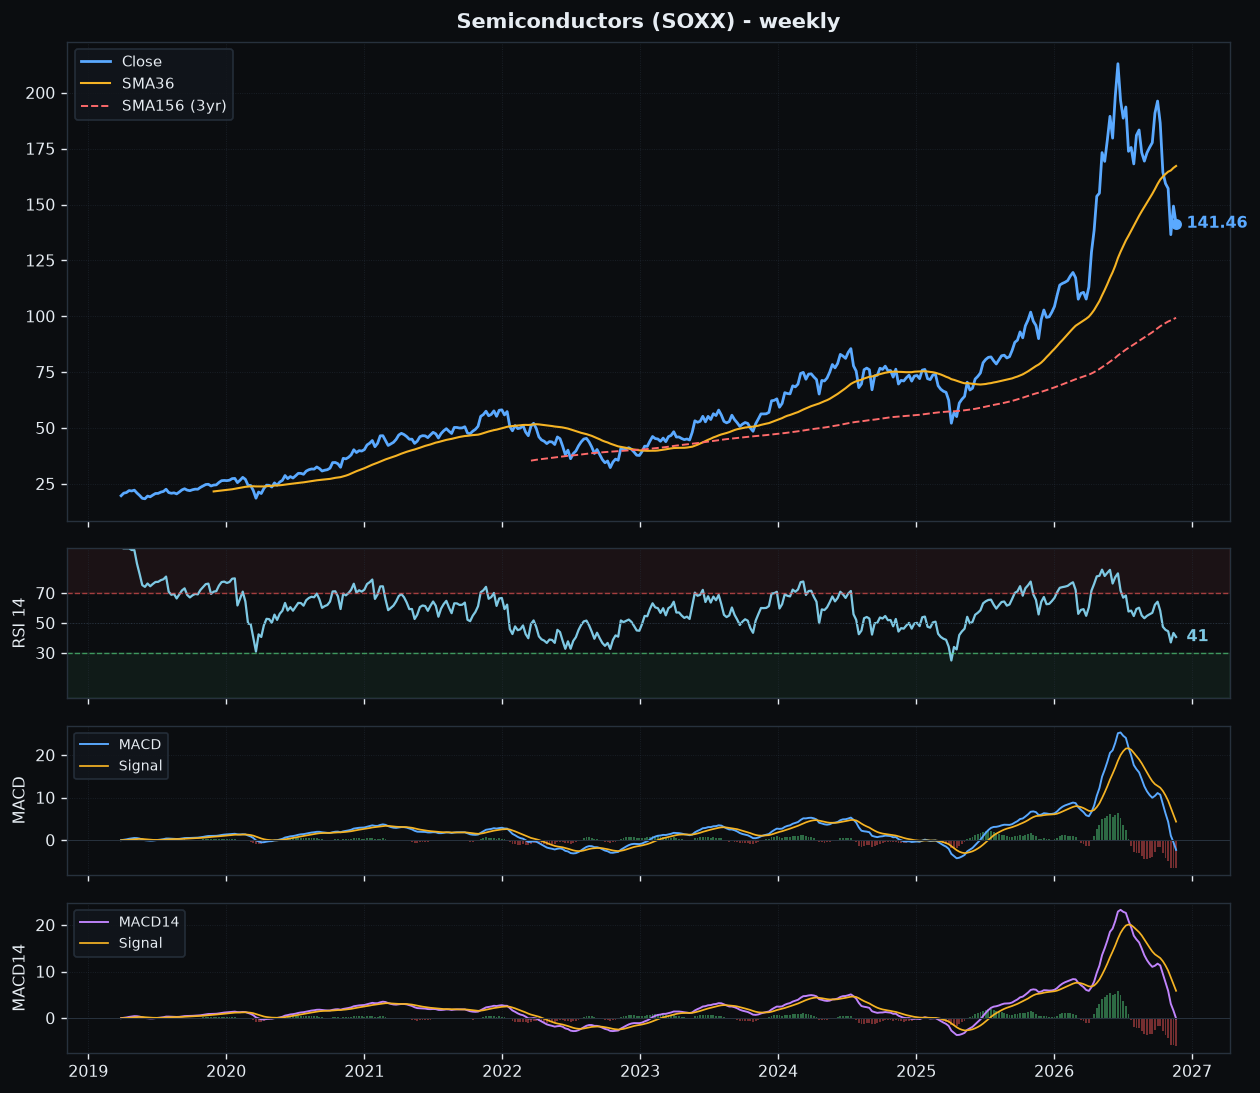 Semiconductors (SOXX) - weekly
Close
SMA36
SMA156 (3yr)
200
175
150
125
100
75
50
25
141.46
RSI 14
70
50
30
41
MACD
MACD
Signal
20
10
0
MACD14
MACD14
Signal
20
10
0
2019 2020 2021 2022 2023 2024 2025 2026 2027